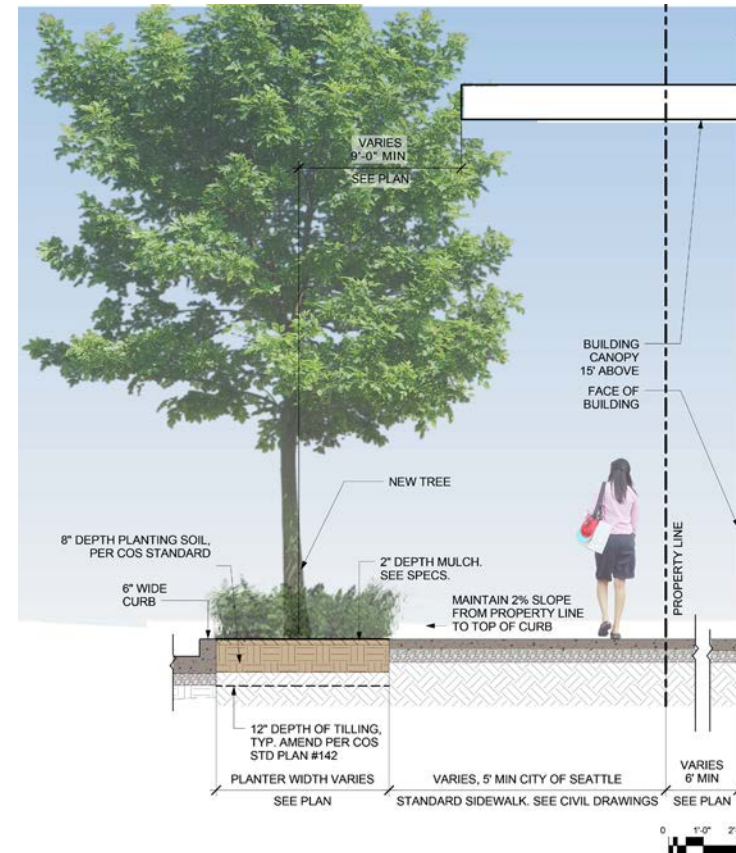 VARIES
9'-0" MIN
SEE PLAN
BUILDING
CANOPY
15' ABOVE
FACE OF
BUILDING
NEW TREE
8" DEPTH PLANTING SOIL,
PER COS STANDARD
2" DEPTH MULCH.
SEE SPECS.
6" WIDE
CURB
MAINTAIN 2% SLOPE
FROM PROPERTY LINE
TO TOP OF CURB
PROPERTY LINE
12" DEPTH OF TILLING,
TYP. AMEND PER COS
STD PLAN #142
PLANTER WIDTH VARIES
SEE PLAN
VARIES, 5' MIN CITY OF SEATTLE
STANDARD SIDEWALK. SEE CIVIL DRAWINGS
VARIES
6' MIN
SEE PLAN
0 1'-0" 2'